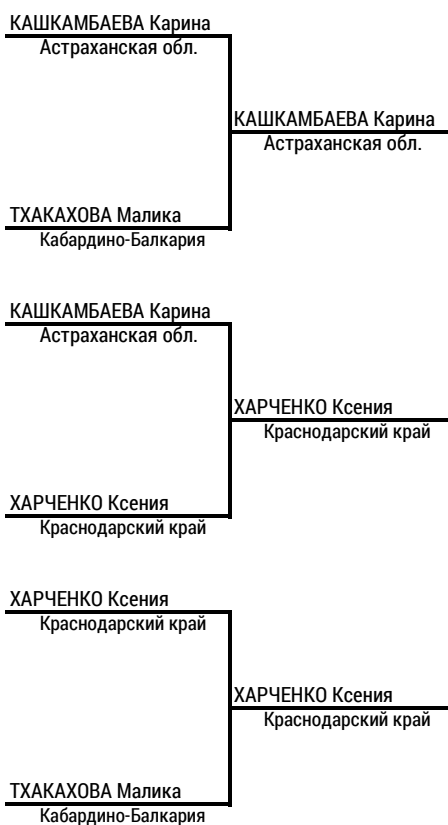 КАШКАМБАЕВА Карина
Астраханская обл.
КАШКАМБАЕВА Карина
Астраханская обл.
ТХАКАХОВА Малика
Кабардино-Балкария
КАШКАМБАЕВА Карина
Астраханская обл.
ХАРЧЕНКО Ксения
Краснодарский край
ХАРЧЕНКО Ксения
Краснодарский край
ХАРЧЕНКО Ксения
Краснодарский край
ХАРЧЕНКО Ксения
Краснодарский край
ТХАКАХОВА Малика
Кабардино-Балкария